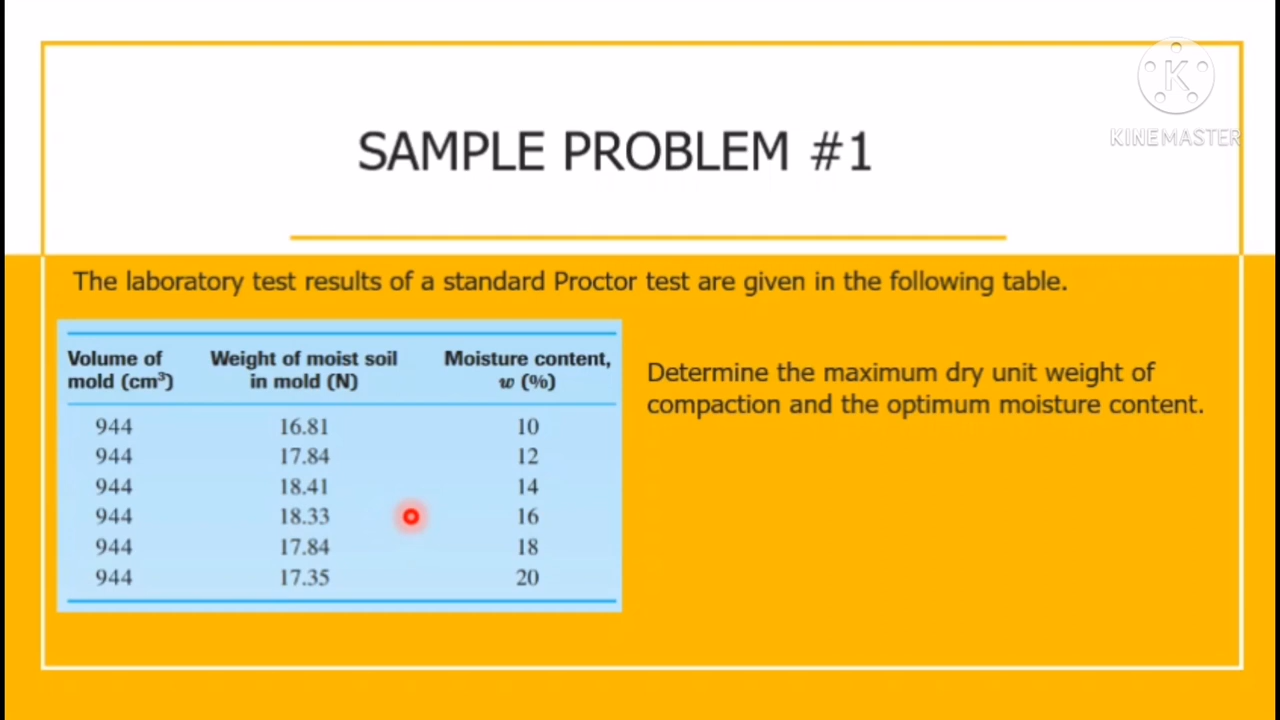 K
KINEMASTER
SAMPLE PROBLEM #1
The laboratory test results of a standard Proctor test are given in the following table.
Volume of mold (cm³) Weight of moist soil in mold (N) Moisture content, w (%)
944 16.81 10
944 17.84 12
944 18.41 14
944 18.33 16
944 17.84 18
944 17.35 20
Determine the maximum dry unit weight of
compaction and the optimum moisture content.